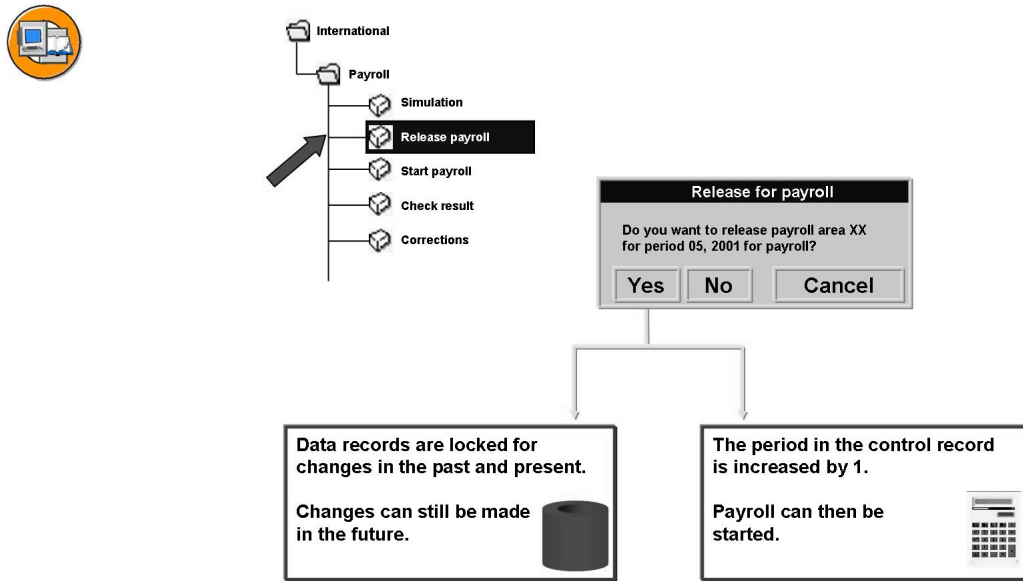 International
Payroll
Simulation
Release payroll
Start payroll
Check result
Corrections
Release for payroll
Do you want to release payroll area XX
for period 05, 2001 for payroll?
Yes
No
Cancel
Data records are locked for
changes in the past and present.
Changes can still be made
in the future.
The period in the control record
is increased by 1.
Payroll can then be
started.